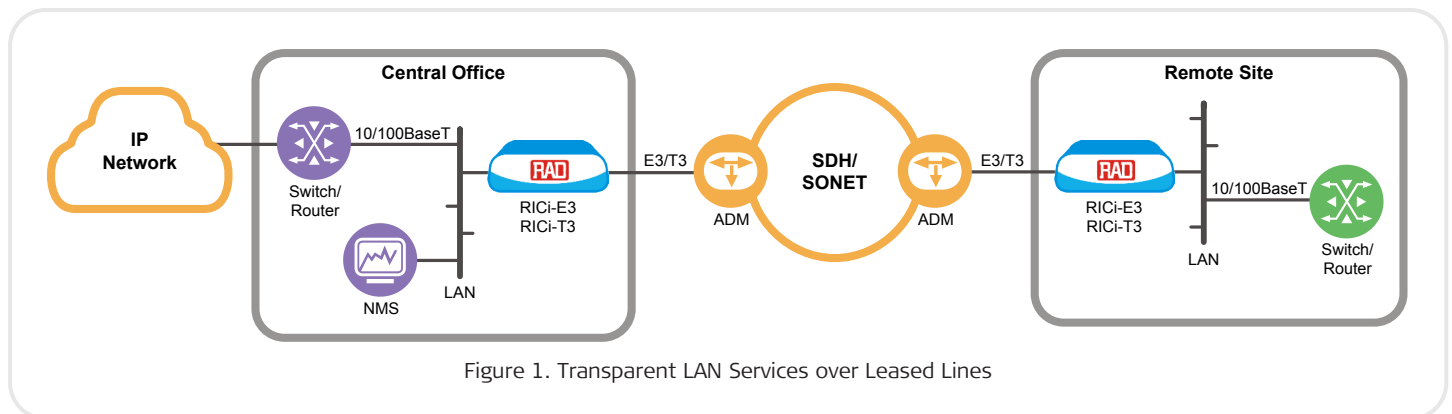 Central Office
Remote Site
IP
Network
10/100BaseT
Switch/
Router
NMS
LAN
RAD
RICi-E3
RICi-T3
E3/T3
ADM
SDH/
SONET
ADM
E3/T3
RAD
RICi-E3
RICi-T3
LAN
10/100BaseT
Switch/
Router
Figure 1. Transparent LAN Services over Leased Lines